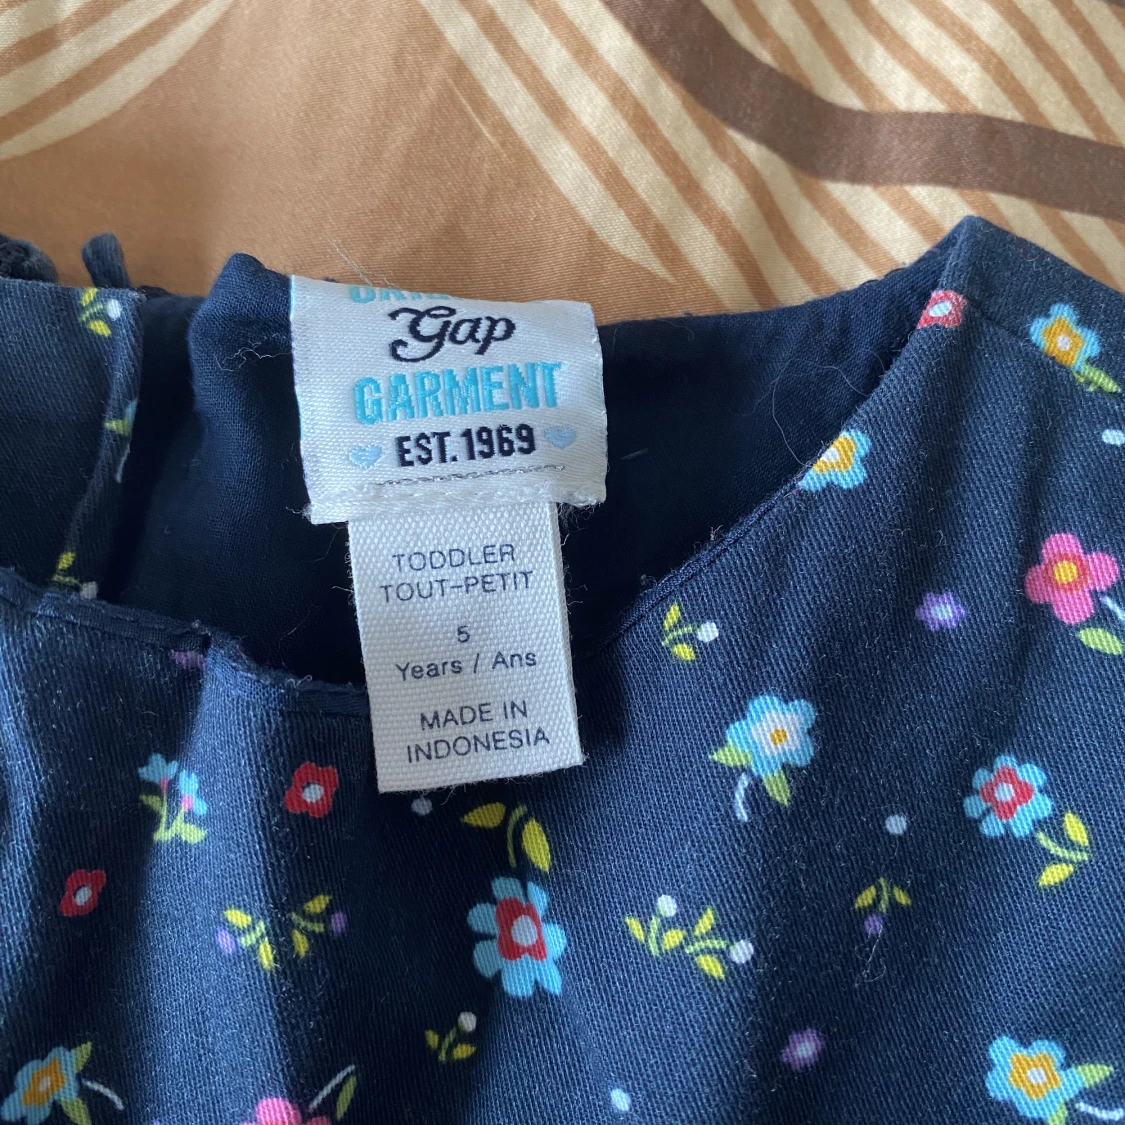 Gap
GARMENT
EST. 1969
TODDLER
TOUT-PETIT
5
Years / Ans
MADE IN
INDONESIA